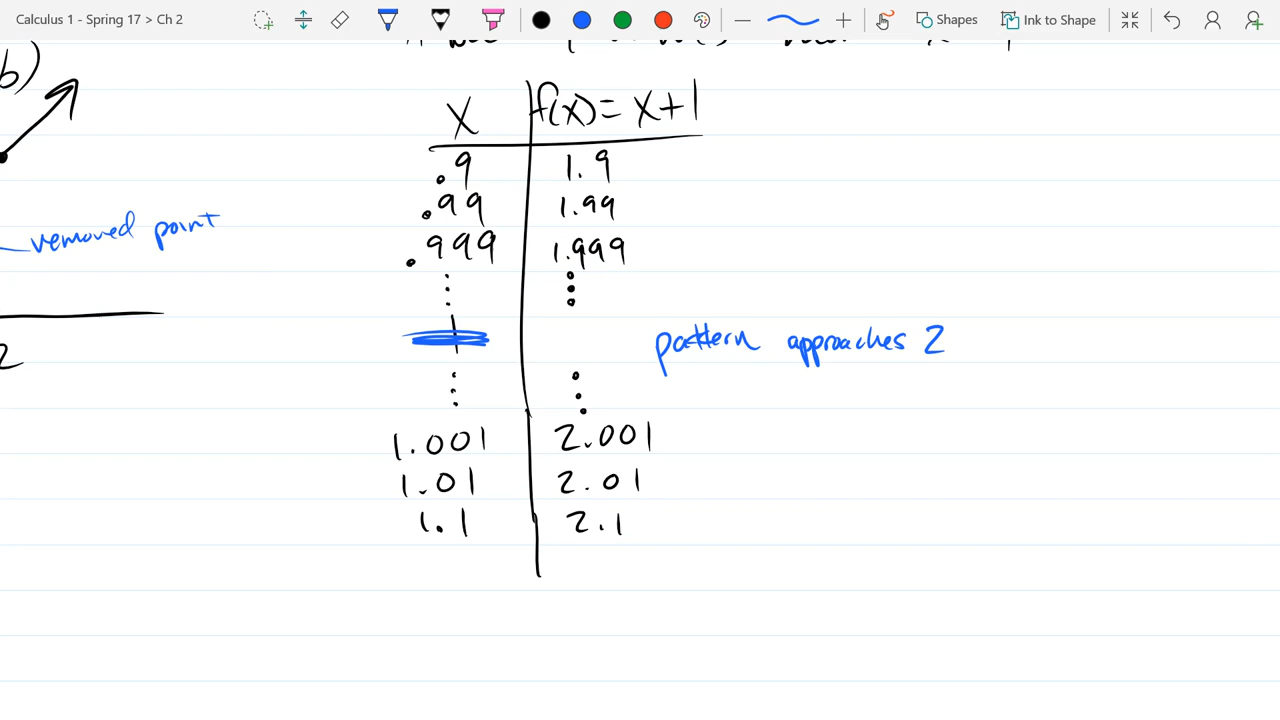 Calculus 1 - Spring 17 > Ch 2
Shapes
Ink to Shape
b)
x f(x) = x+1
.9 1.9
.99 1.99
removed point
.999 1.999
1
pattern approaches 2
2
1.001 2.001
1.01 2.01
1.1 2.1